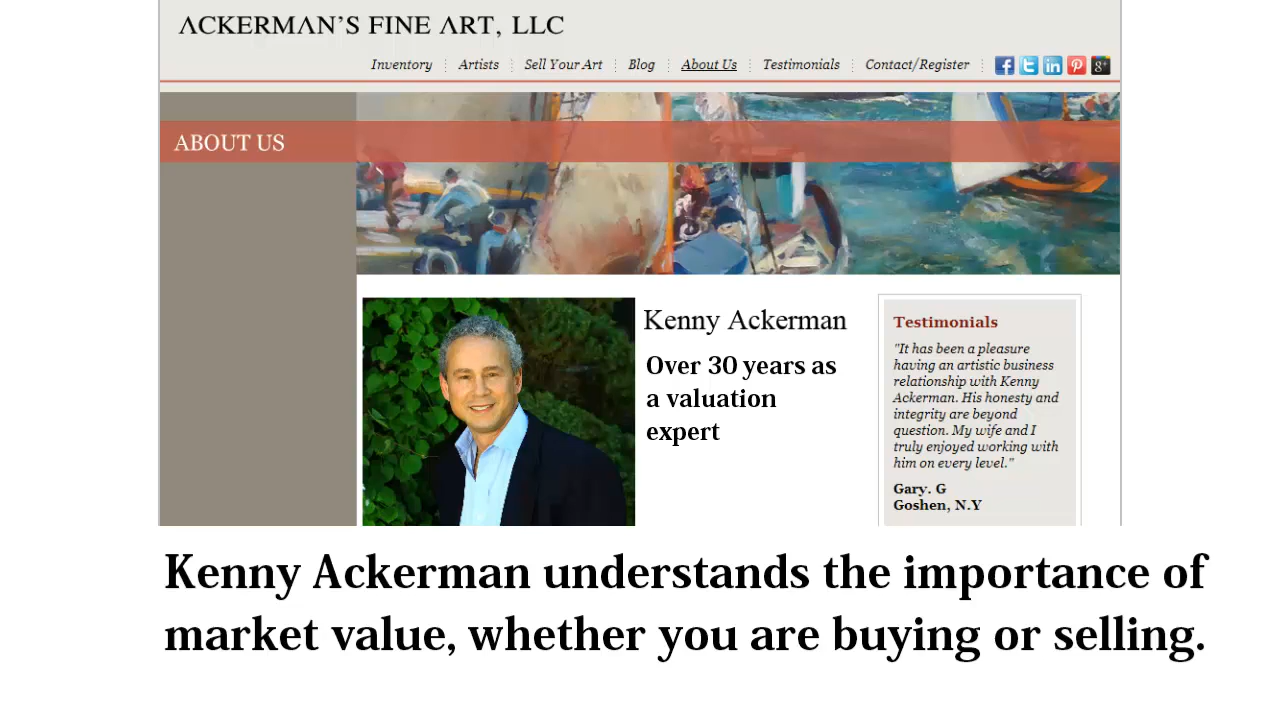 ACKERMAN'S FINE ART, LLC
Inventory Artists Sell Your Art Blog About Us Testimonials Contact/Register
ABOUT US
Kenny Ackerman
Over 30 years as
a valuation
expert
Testimonials
"It has been a pleasure
having an artistic business
relationship with Kenny
Ackerman. His honesty and
integrity are beyond
question. My wife and I
truly enjoyed working with
him on every level."
Gary. G
Goshen, N.Y
Kenny Ackerman understands the importance of
market value, whether you are buying or selling.